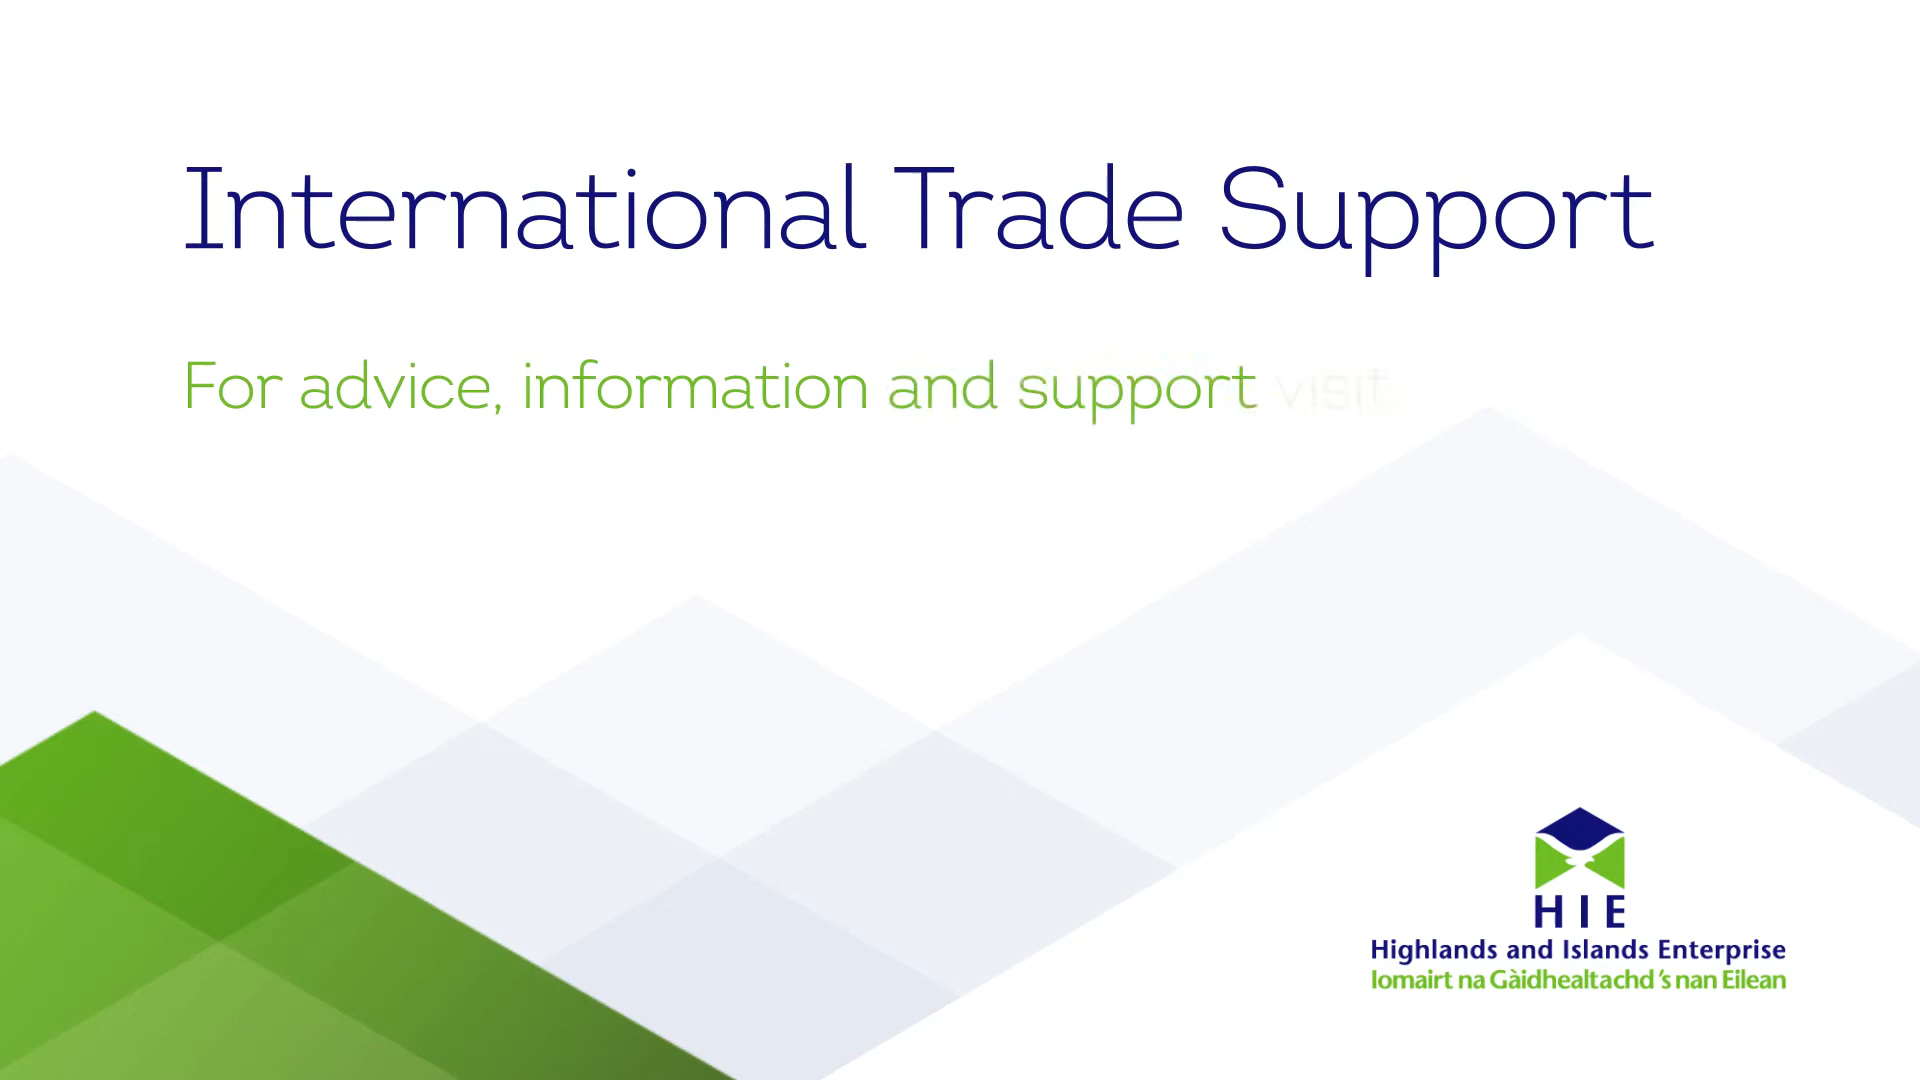 International Trade Support
For advice, information and support visit
HIE
Highlands and Islands Enterprise
Iomairt na Gàidhealtachd 's nan Eilean